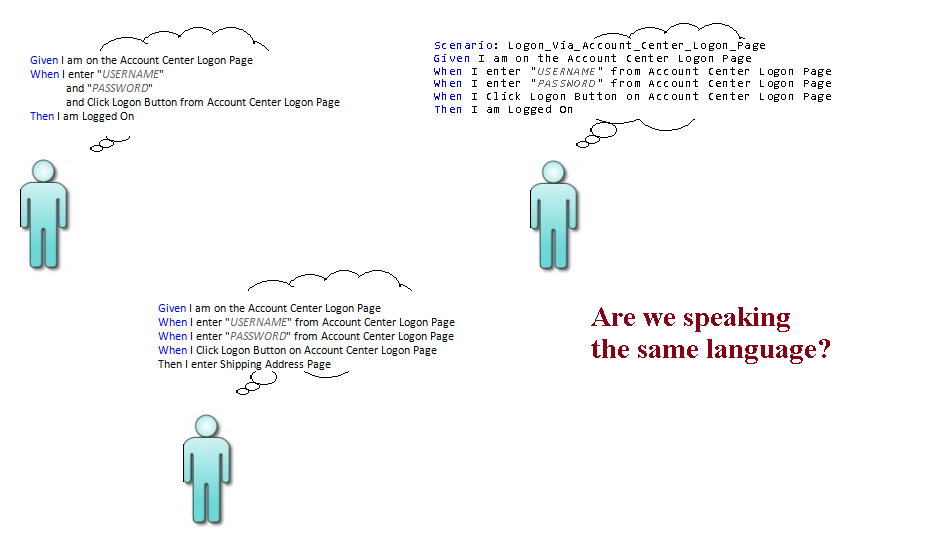 Given I am on the Account Center Logon Page
When I enter "USERNAME"
and "PASSWORD"
and Click Logon Button from Account Center Logon Page
Then I am Logged On
Scenario: Logon_Via_Account_Center_Logon_Page
Given I am on the Account Center Logon Page
When I enter "USERNAME" from Account Center Logon Page
When I enter "PASSWORD" from Account Center Logon Page
When I Click Logon Button on Account Center Logon Page
Then I am Logged On
Given I am on the Account Center Logon Page
When I enter "USERNAME" from Account Center Logon Page
When I enter "PASSWORD" from Account Center Logon Page
When I Click Logon Button on Account Center Logon Page
Then I enter Shipping Address Page
Are we speaking
the same language?